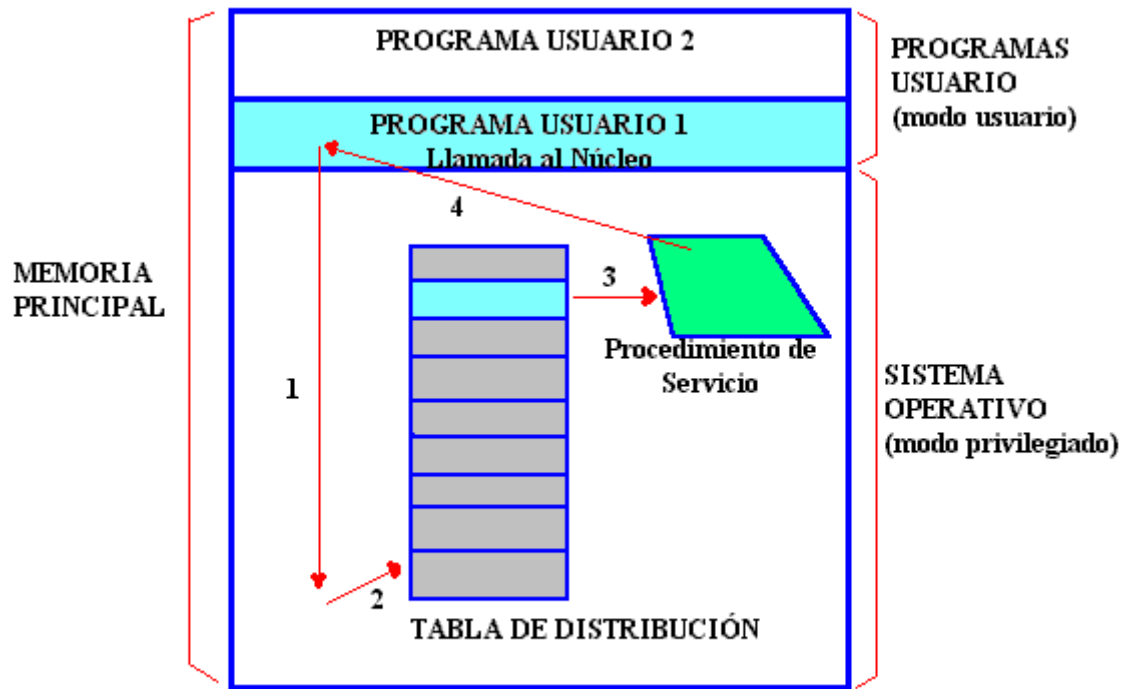 PROGRAMA USUARIO 2
PROGRAMAS
USUARIO
(modo usuario)
PROGRAMA USUARIO 1
Llamada al Núcleo
4
MEMORIA
PRINCIPAL
3
Procedimiento de
Servicio
1
SISTEMA
OPERATIVO
(modo privilegiado)
2
TABLA DE DISTRIBUCIÓN